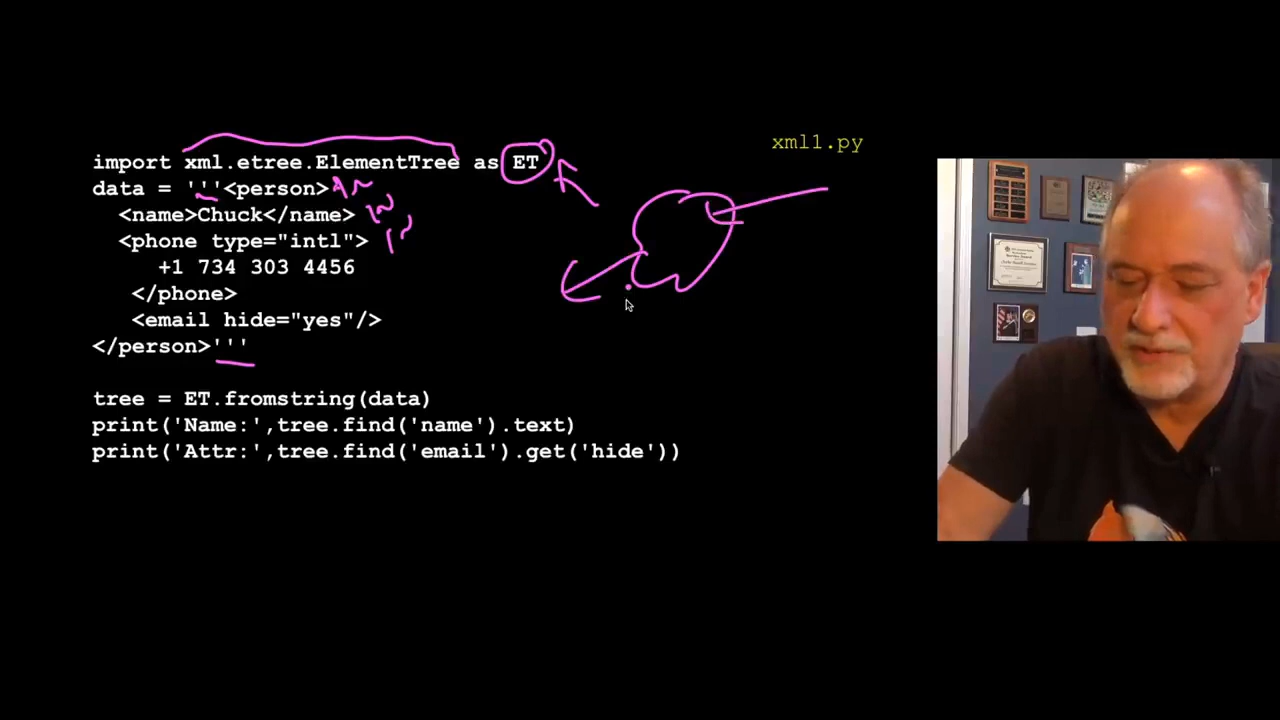 xml1.py
import xml.etree.ElementTree as ET
data = '''<person>
<name>Chuck</name>
<phone type="intl">
+1 734 303 4456
</phone>
<email hide="yes"/>
</person>'''
tree = ET.fromstring(data)
print('Name:',tree.find('name').text)
print('Attr:',tree.find('email').get('hide'))